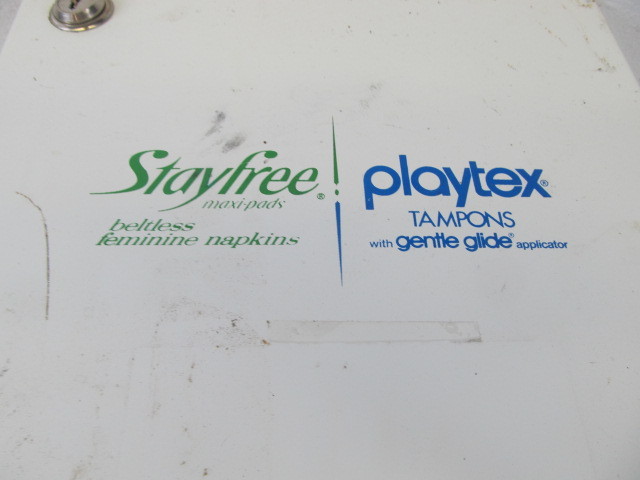 Stayfree®
maxi-pads
beltless
feminine napkins
playtex®
TAMPONS
with gentle glide® applicator